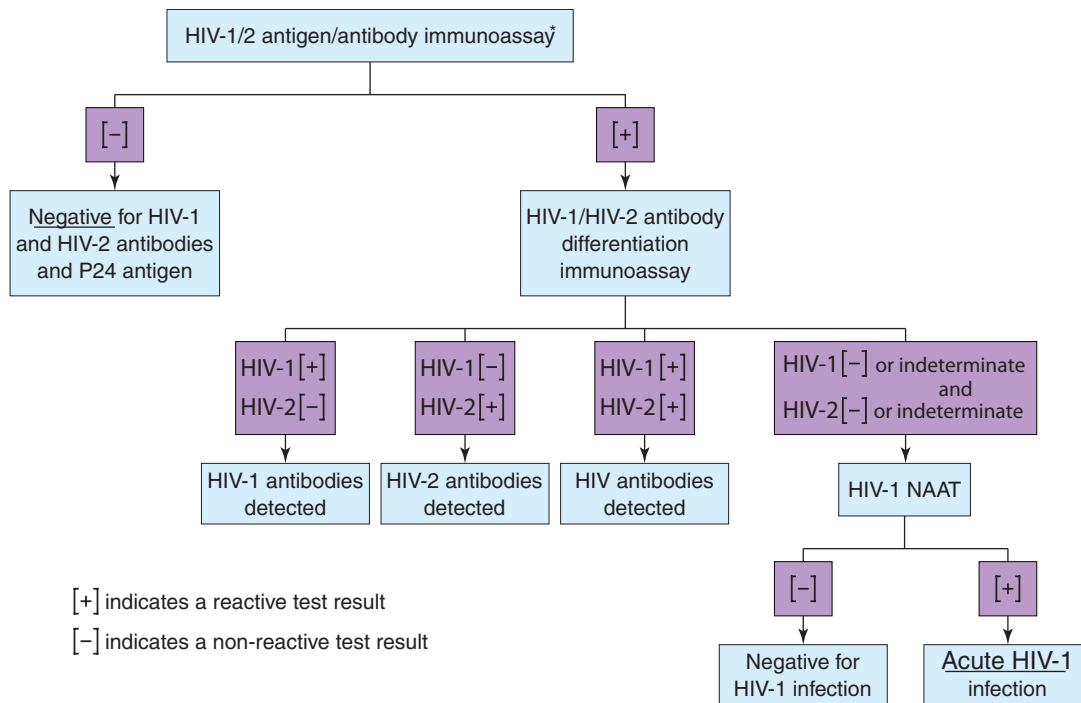 HIV-1/2 antigen/antibody immunoassay*
[−]
[+]
Negative for HIV-1
and HIV-2 antibodies
and P24 antigen
HIV-1/HIV-2 antibody
differentiation
immunoassay
HIV-1[+]
HIV-2[−]
HIV-1[−]
HIV-2[+]
HIV-1[+]
HIV-2[+]
HIV-1[−] or indeterminate
and
HIV-2[−] or indeterminate
HIV-1 antibodies
detected
HIV-2 antibodies
detected
HIV antibodies
detected
HIV-1 NAAT
[−]
[+]
Negative for
HIV-1 infection
Acute HIV-1
infection
[+] indicates a reactive test result
[−] indicates a non-reactive test result